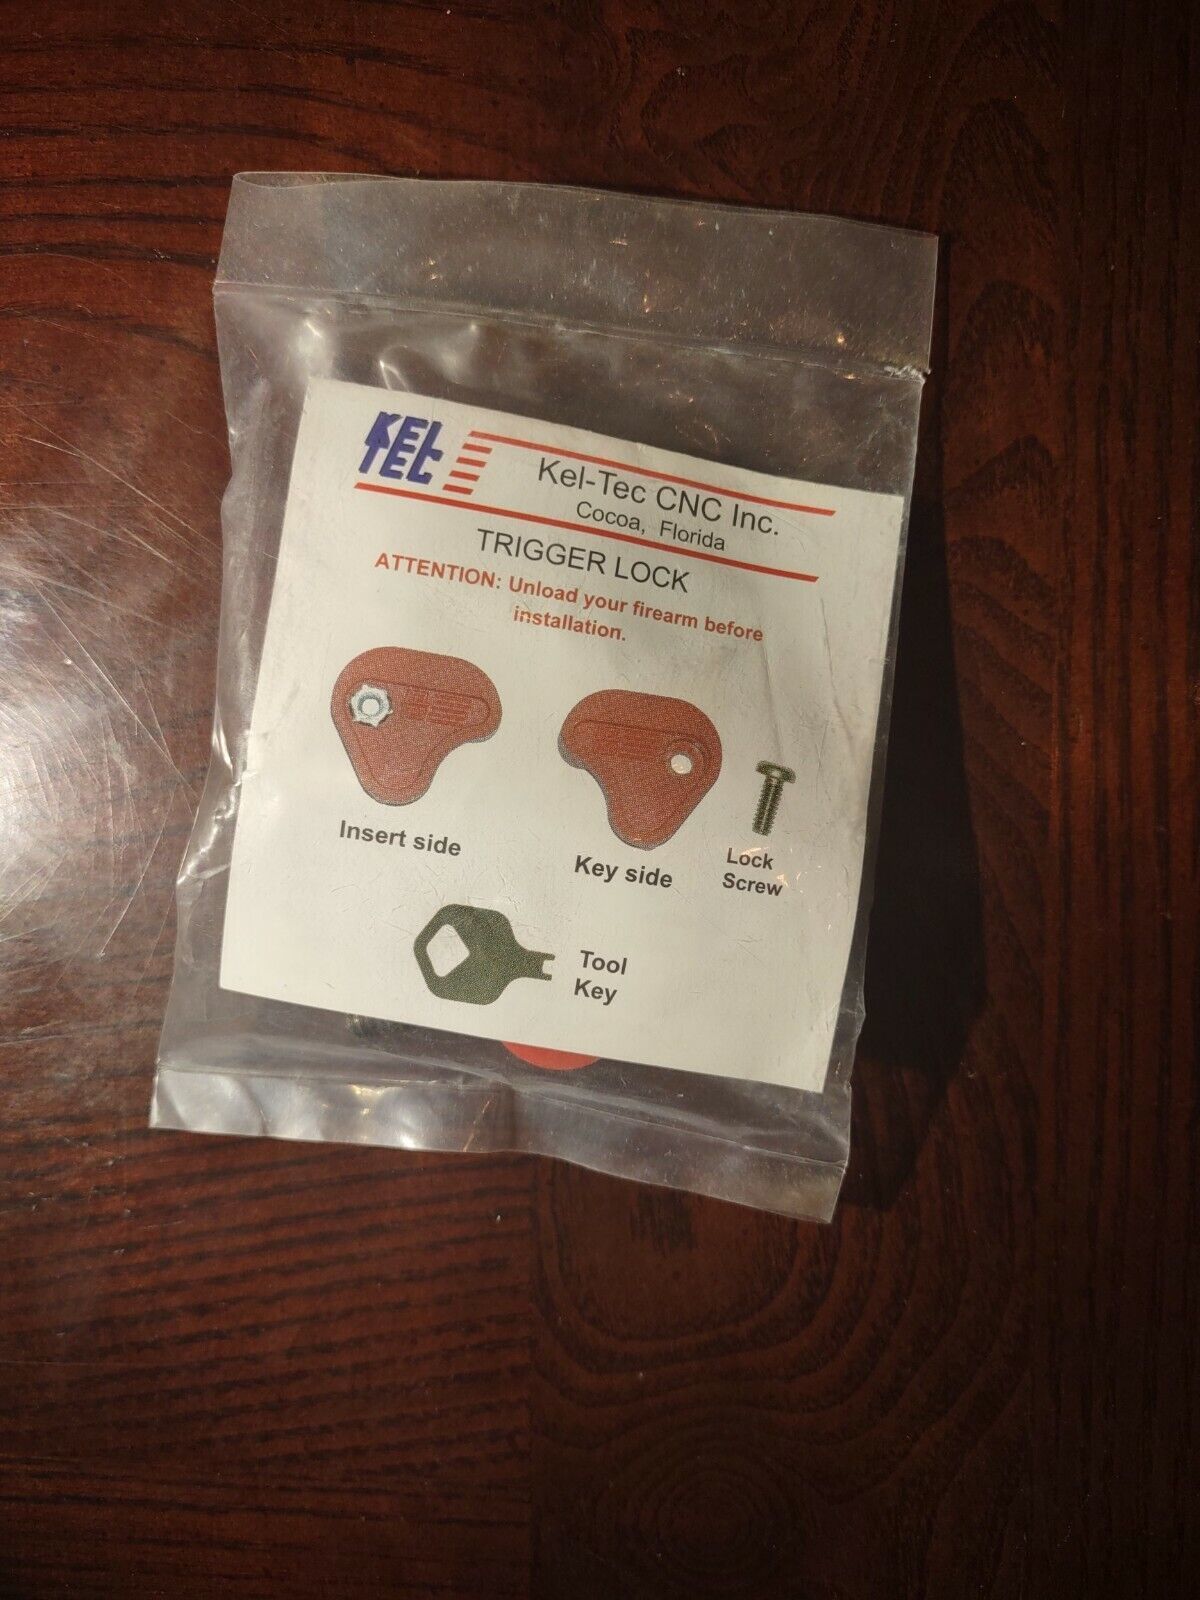 KEL
TEC
Kel-Tec CNC Inc.
Cocoa, Florida
TRIGGER LOCK
ATTENTION: Unload your firearm before
installation.
Insert side
Key side
Lock
Screw
Tool
Key